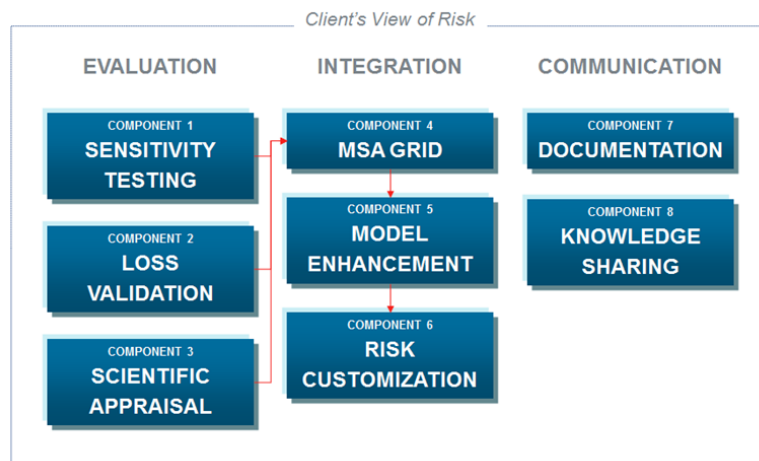 Client's View of Risk
EVALUATION
COMPONENT 1
SENSITIVITY
TESTING
COMPONENT 2
LOSS
VALIDATION
COMPONENT 3
SCIENTIFIC
APPRAISAL
INTEGRATION
COMPONENT 4
MSA GRID
COMPONENT 5
MODEL
ENHANCEMENT
COMPONENT 6
RISK
CUSTOMIZATION
COMMUNICATION
COMPONENT 7
DOCUMENTATION
COMPONENT 8
KNOWLEDGE
SHARING